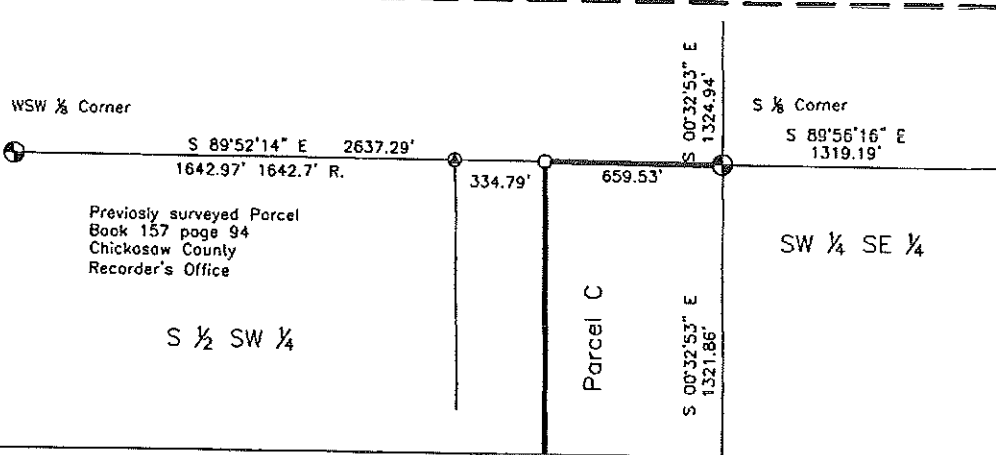 WSW ⅛ Corner
S 89°52'14" E 2637.29'
1642.97' 1642.7' R.
334.79'
659.53'
S 00°32'53" E
1324.94'
S ⅛ Corner
S 89°56'16" E
1319.19'
Previosly surveyed Parcel
Book 157 page 94
Chickasaw County
Recorder's Office
S ½ SW ¼
Parcel C
S 00°32'53" E
1321.86'
SW ¼ SE ¼